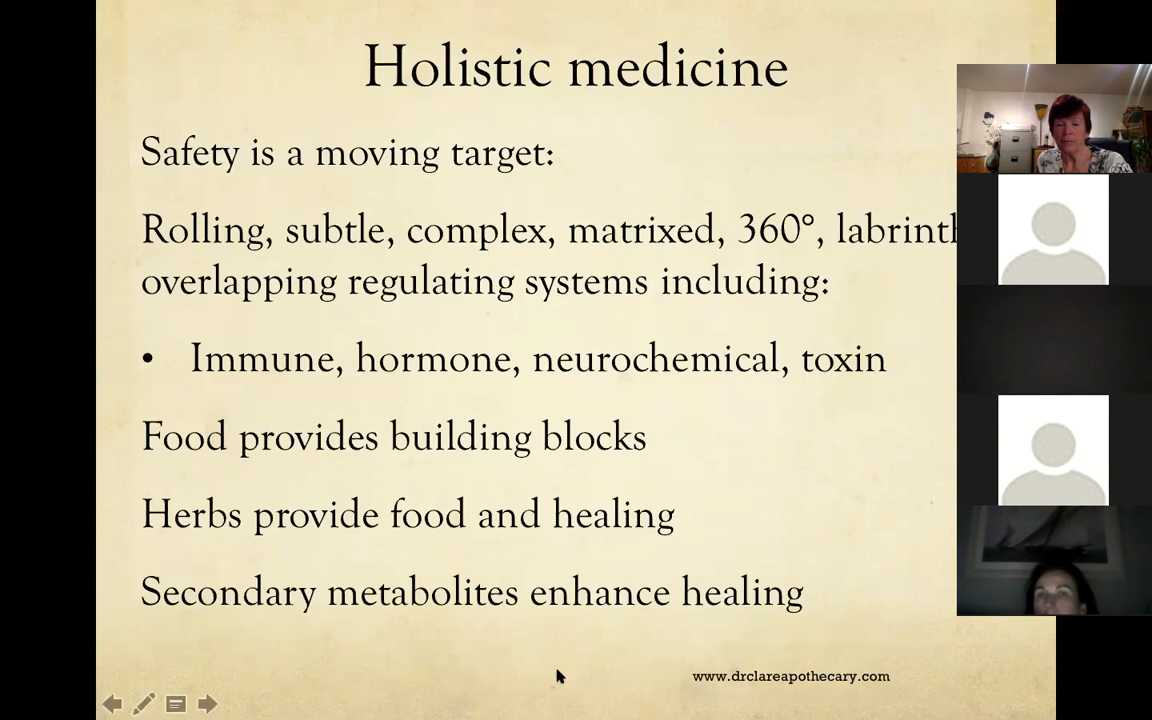 Holistic medicine
Safety is a moving target:
Rolling, subtle, complex, matrixed, 360°,
overlapping regulating systems including:
• Immune, hormone, neurochemical, toxin
Food provides building blocks
Herbs provide food and healing
Secondary metabolites enhance healing
www.drclareapothecary.com